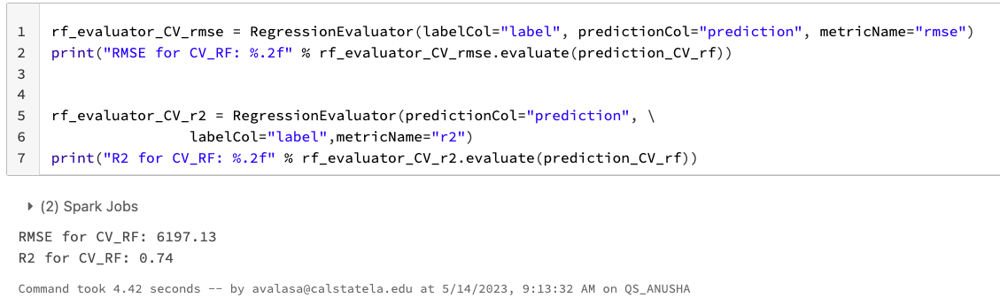 1 rf_evaluator_CV_rmse = RegressionEvaluator(labelCol="label", predictionCol="prediction", metricName="rmse")
2 print("RMSE for CV_RF: %.2f" % rf_evaluator_CV_rmse.evaluate(prediction_CV_rf))
3
4
5 rf_evaluator_CV_r2 = RegressionEvaluator(predictionCol="prediction", \
6 labelCol="label",metricName="r2")
7 print("R2 for CV_RF: %.2f" % rf_evaluator_CV_r2.evaluate(prediction_CV_rf))
(2) Spark Jobs
RMSE for CV_RF: 6197.13
R2 for CV_RF: 0.74
Command took 4.42 seconds -- by avalasa@calstatela.edu at 5/14/2023, 9:13:32 AM on QS_ANUSHA